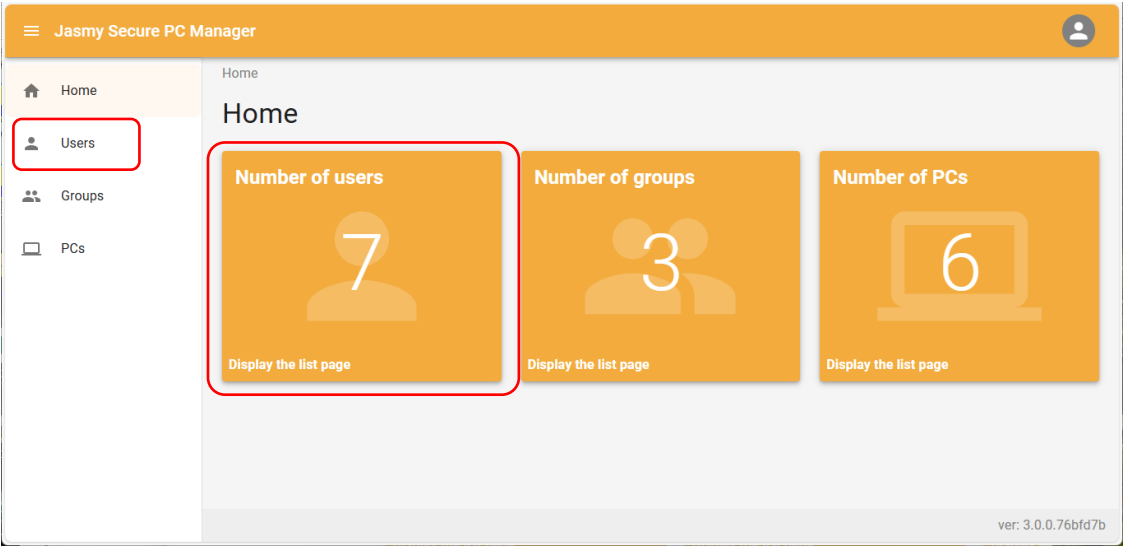 Jasmy Secure PC Manager
Home
Users
Groups
PCs
Home
Home
Number of users
7
Display the list page
Number of groups
3
Display the list page
Number of PCs
6
Display the list page
ver: 3.0.0.76bfd7b